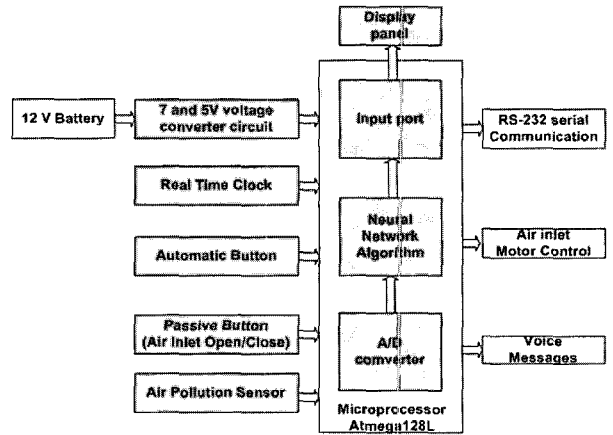 Display
panel
12 V Battery
7 and 5V voltage
converter circuit
Input port
RS-232 serial
Communication
Real Time Clock
Neural
Network
Algorithm
Air inlet
Motor Control
Automatic Button
Passive Button
(Air Inlet Open/Close)
A/D
comverter
Voice
Messages
Air Pollution Sensor
Microprocessor
Atmega128L